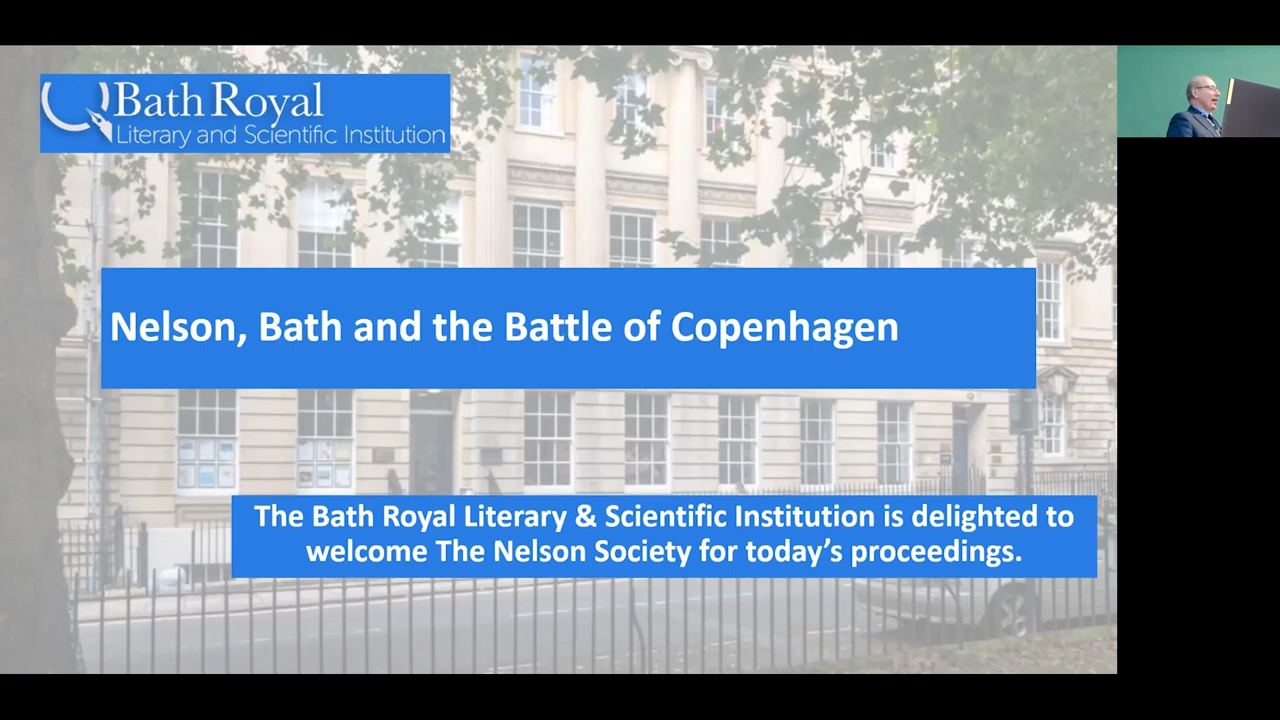 Bath Royal
Literary and Scientific Institution
Nelson, Bath and the Battle of Copenhagen
The Bath Royal Literary & Scientific Institution is delighted to
welcome The Nelson Society for today’s proceedings.